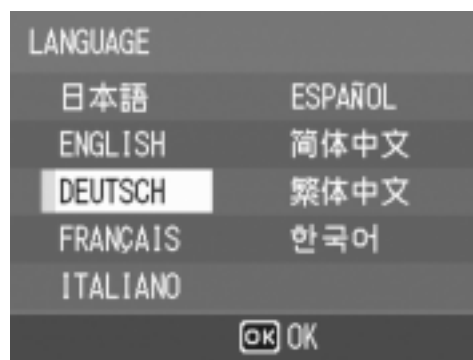 LANGUAGE
日本語 ESPAÑOL
ENGLISH 简体中文
DEUTSCH 繁体中文
FRANÇAIS 한국어
ITALIANO
OK OK